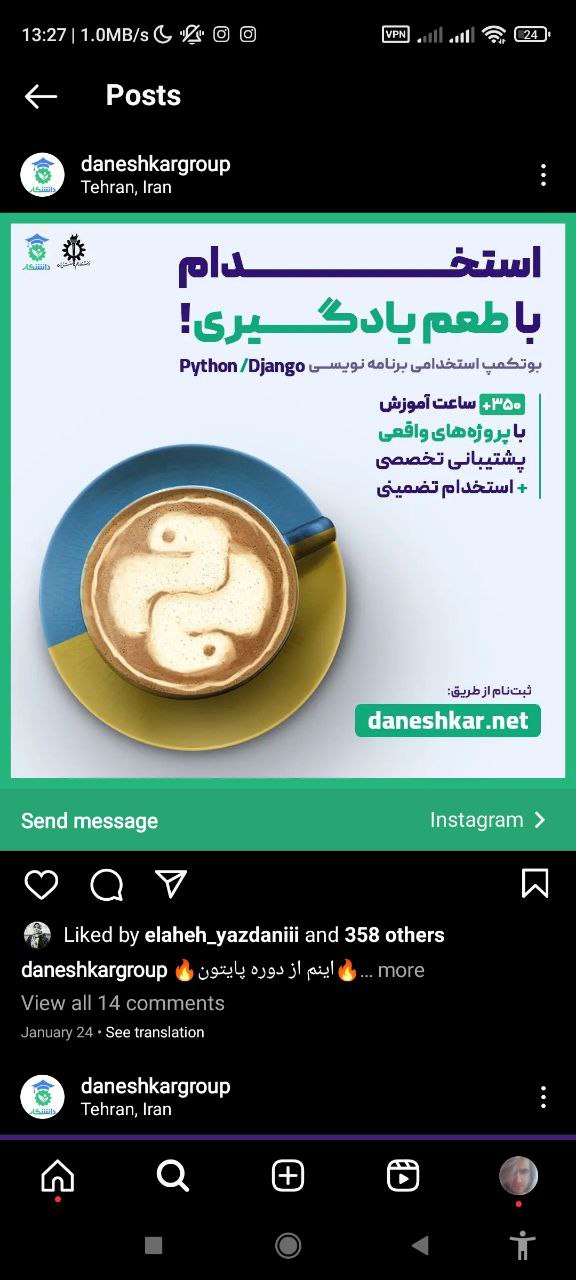 13:27 | 1.0MB/s VPN 24
Posts
daneshkargroup
Tehran, Iran
دانشکار
استخـــــــــــدام
با طعم یادگـــــیری!
بوتکمپ استخدامی برنامه نویســی Python/Django
+۳۵۰ ساعت آموزش
با پروژه‌های واقعی
پشتیبانی تخصصی
+ استخدام تضمینی
ثبت‌نام از طریق:
daneshkar.net
Send message Instagram
Liked by elaheh_yazdaniii and 358 others
daneshkargroup 🔥اینم از دوره پایتون🔥... more
View all 14 comments
January 24 • See translation
daneshkargroup
Tehran, Iran